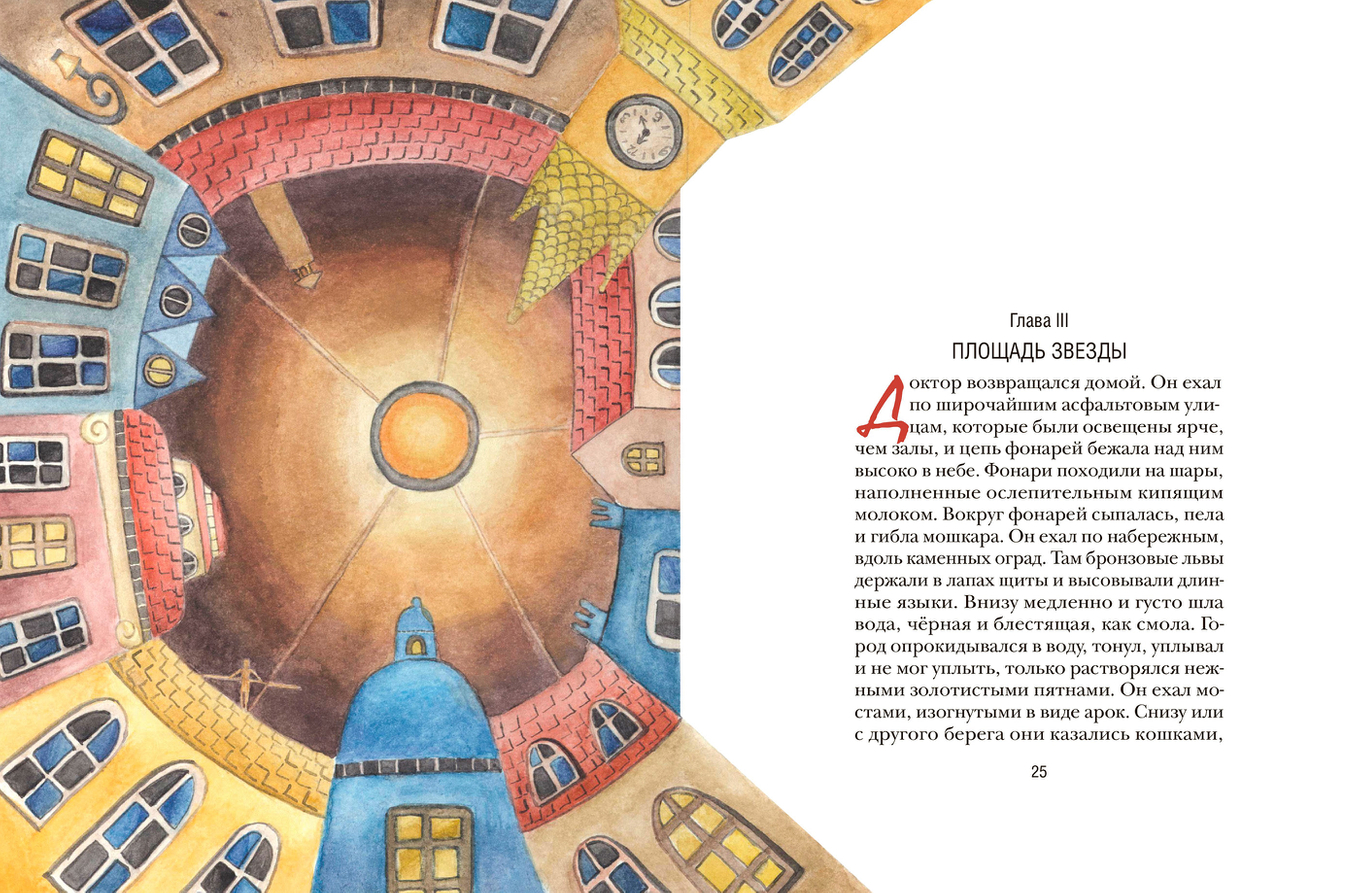 Глава III
ПЛОЩАДЬ ЗВЕЗДЫ
Доктор возвращался домой. Он ехал
по широчайшим асфальтовым ули-
цам, которые были освещены ярче,
чем залы, и цепь фонарей бежала над ним
высоко в небе. Фонари походили на шары,
наполненные ослепительным кипящим
молоком. Вокруг фонарей сыпалась, пела
и гибла мошкара. Он ехал по набережным,
вдоль каменных оград. Там бронзовые львы
держали в лапах щиты и высовывали длин-
ные языки. Внизу медленно и густо шла
вода, чёрная и блестящая, как смола. Го-
род опрокидывался в воду, тонул, уплывал
и не мог уплыть, только растворялся неж-
ными золотистыми пятнами. Он ехал мо-
стами, изогнутыми в виде арок. Снизу или
с другого берега они казались кошками,
25